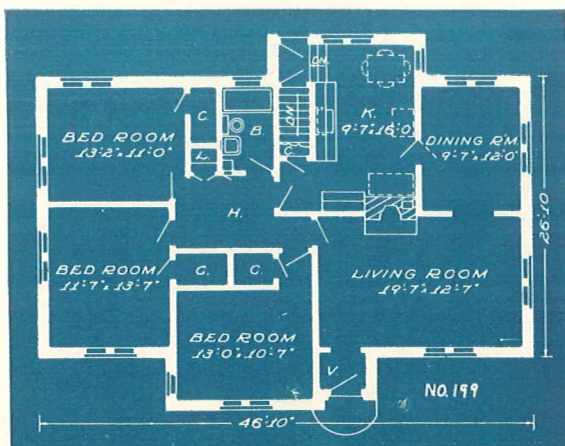 DN.
C.
DN
BED ROOM
13'-2" x 11'-0"
B.
K.
9'-7" x 16'-0"
DINING RM.
9'-7" x 12'-0"
L.
C.
26'-10"
H.
BED ROOM
11'-7" x 13'-7"
C.
C.
LIVING ROOM
19'-7" x 12'-7"
BED ROOM
13'-0" x 10'-7"
V
NO. 199
46'-10"